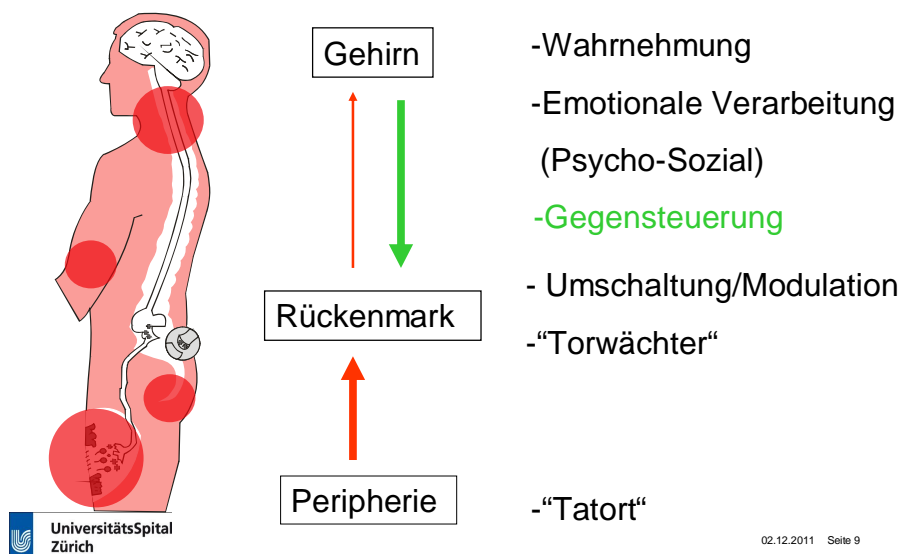 Gehirn
-Wahrnehmung
-Emotionale Verarbeitung
(Psycho-Sozial)
-Gegensteuerung
Rückenmark
- Umschaltung/Modulation
-“Torwächter“
Peripherie
-“Tatort“
UniversitätsSpital
Zürich
02.12.2011 Seite 9